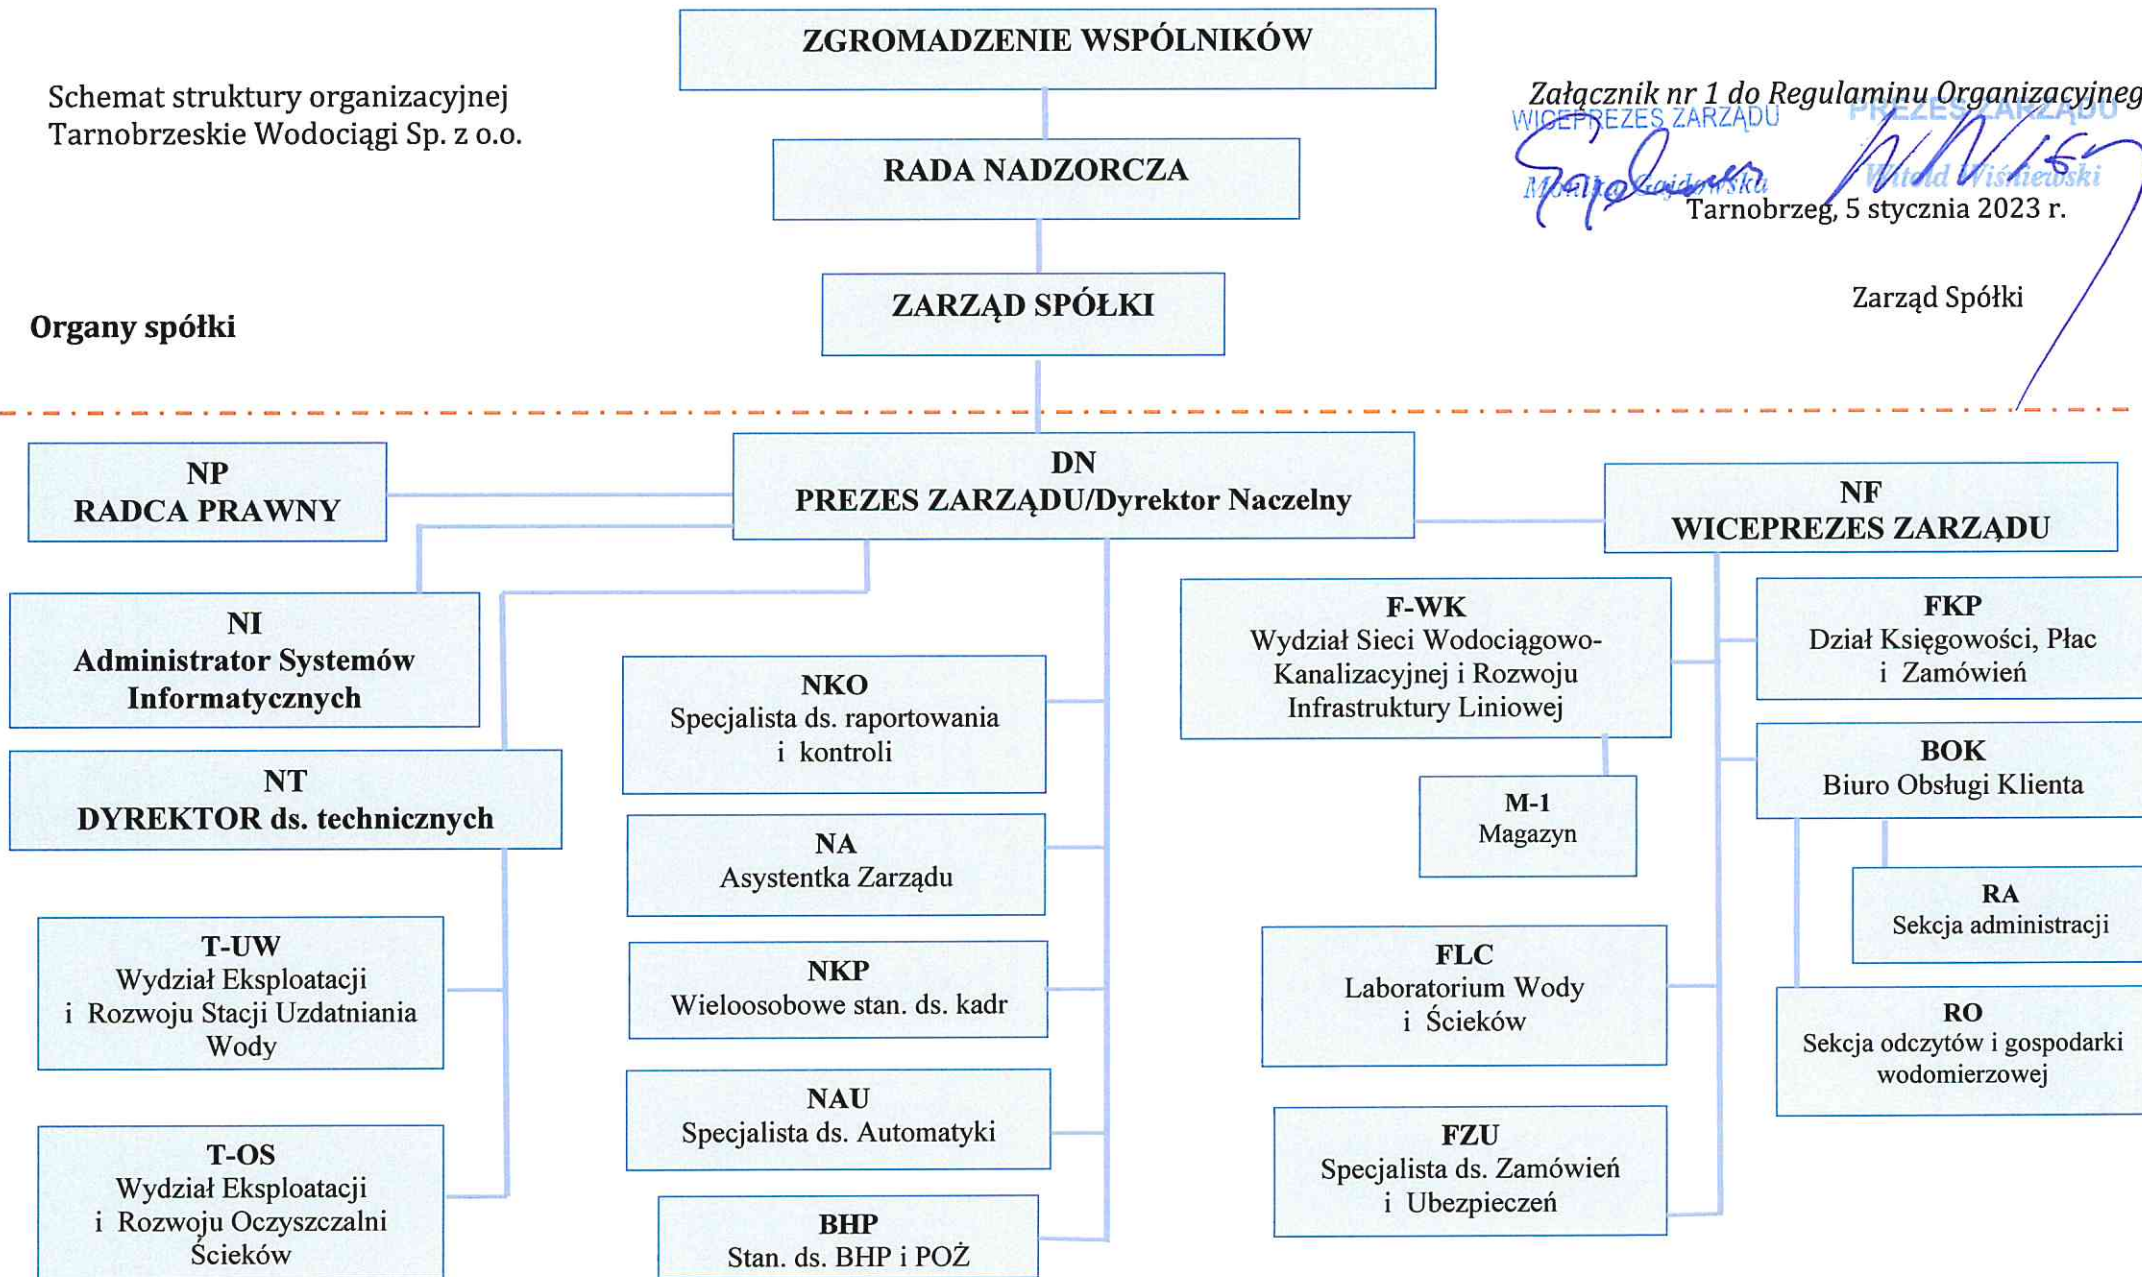 ZGROMADZENIE WSPÓLNIKÓW
Schemat struktury organizacyjnej
Tarnobrzeskie Wodociągi Sp. z o.o.
Załącznik nr 1 do Regulaminu Organizacyjneg
WICEPREZES ZARZĄDU
PREZES ZARZĄDU
RADA NADZORCZA
Monika Gajdowska
Witold Wiśniewski
Tarnobrzeg, 5 stycznia 2023 r.
ZARZĄD SPÓŁKI
Zarząd Spółki
Organy spółki
NP
RADCA PRAWNY
DN
PREZES ZARZĄDU/Dyrektor Naczelny
NF
WICEPREZES ZARZĄDU
NI
Administrator Systemów
Informatycznych
NT
DYREKTOR ds. technicznych
T-UW
Wydział Eksploatacji
i Rozwoju Stacji Uzdatniania
Wody
T-OS
Wydział Eksploatacji
i Rozwoju Oczyszczalni
Ścieków
NKO
Specjalista ds. raportowania
i kontroli
NA
Asystentka Zarządu
NKP
Wieloosobowe stan. ds. kadr
NAU
Specjalista ds. Automatyki
BHP
Stan. ds. BHP i POŻ
F-WK
Wydział Sieci Wodociągowo-
Kanalizacyjnej i Rozwoju
Infrastruktury Liniowej
M-1
Magazyn
FLC
Laboratorium Wody
i Ścieków
FZU
Specjalista ds. Zamówień
i Ubezpieczeń
FKP
Dział Księgowości, Płac
i Zamówień
BOK
Biuro Obsługi Klienta
RA
Sekcja administracji
RO
Sekcja odczytów i gospodarki
wodomierzowej